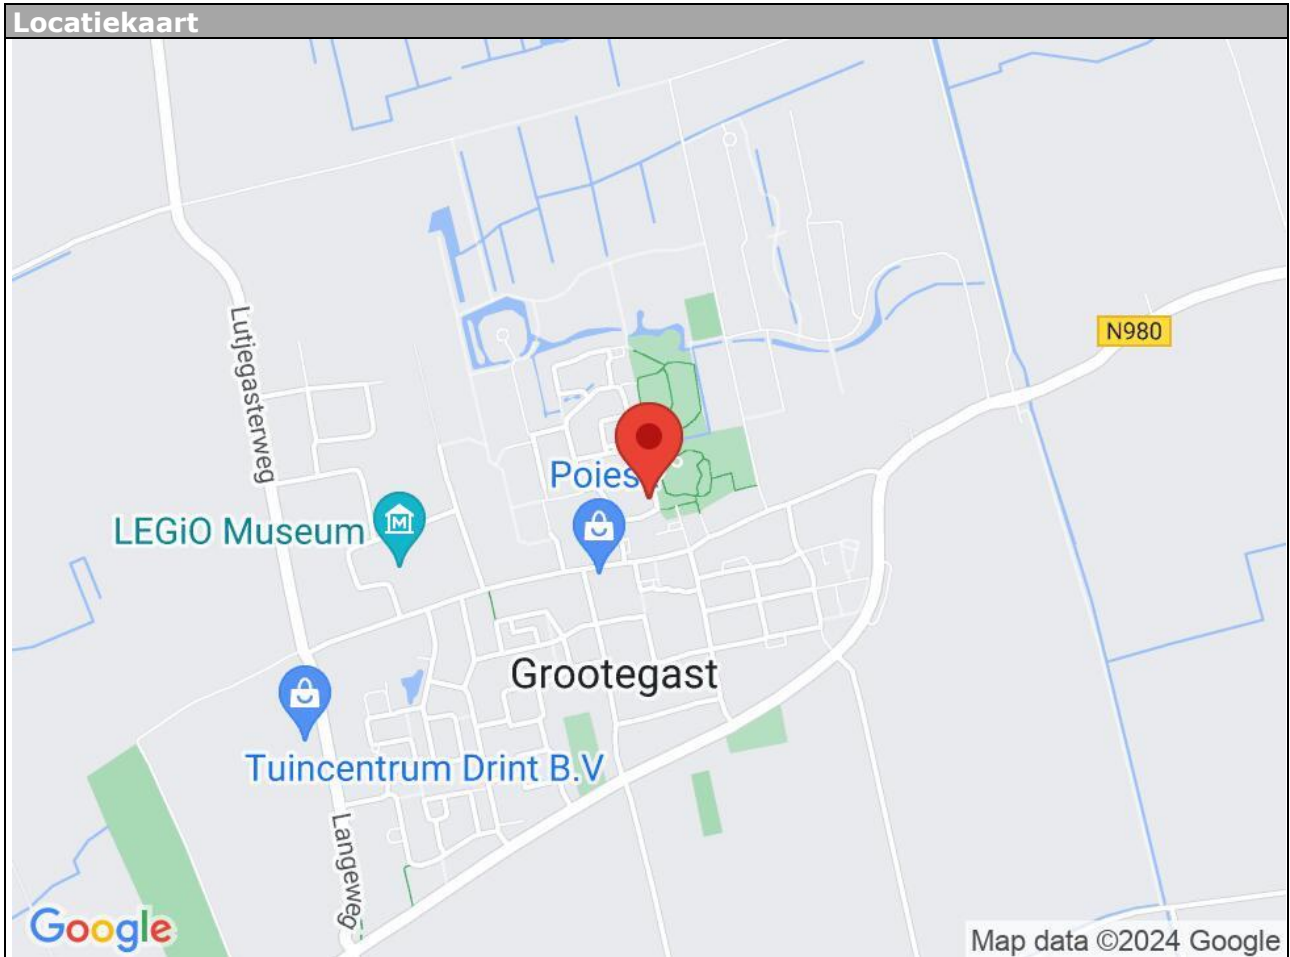 Locatiekaart
N980
Lutjegasterweg
Poies
LEGiO Museum
Grootegast
Tuincentrum Drint B.V
Langeweg
Google
Map data ©2024 Google